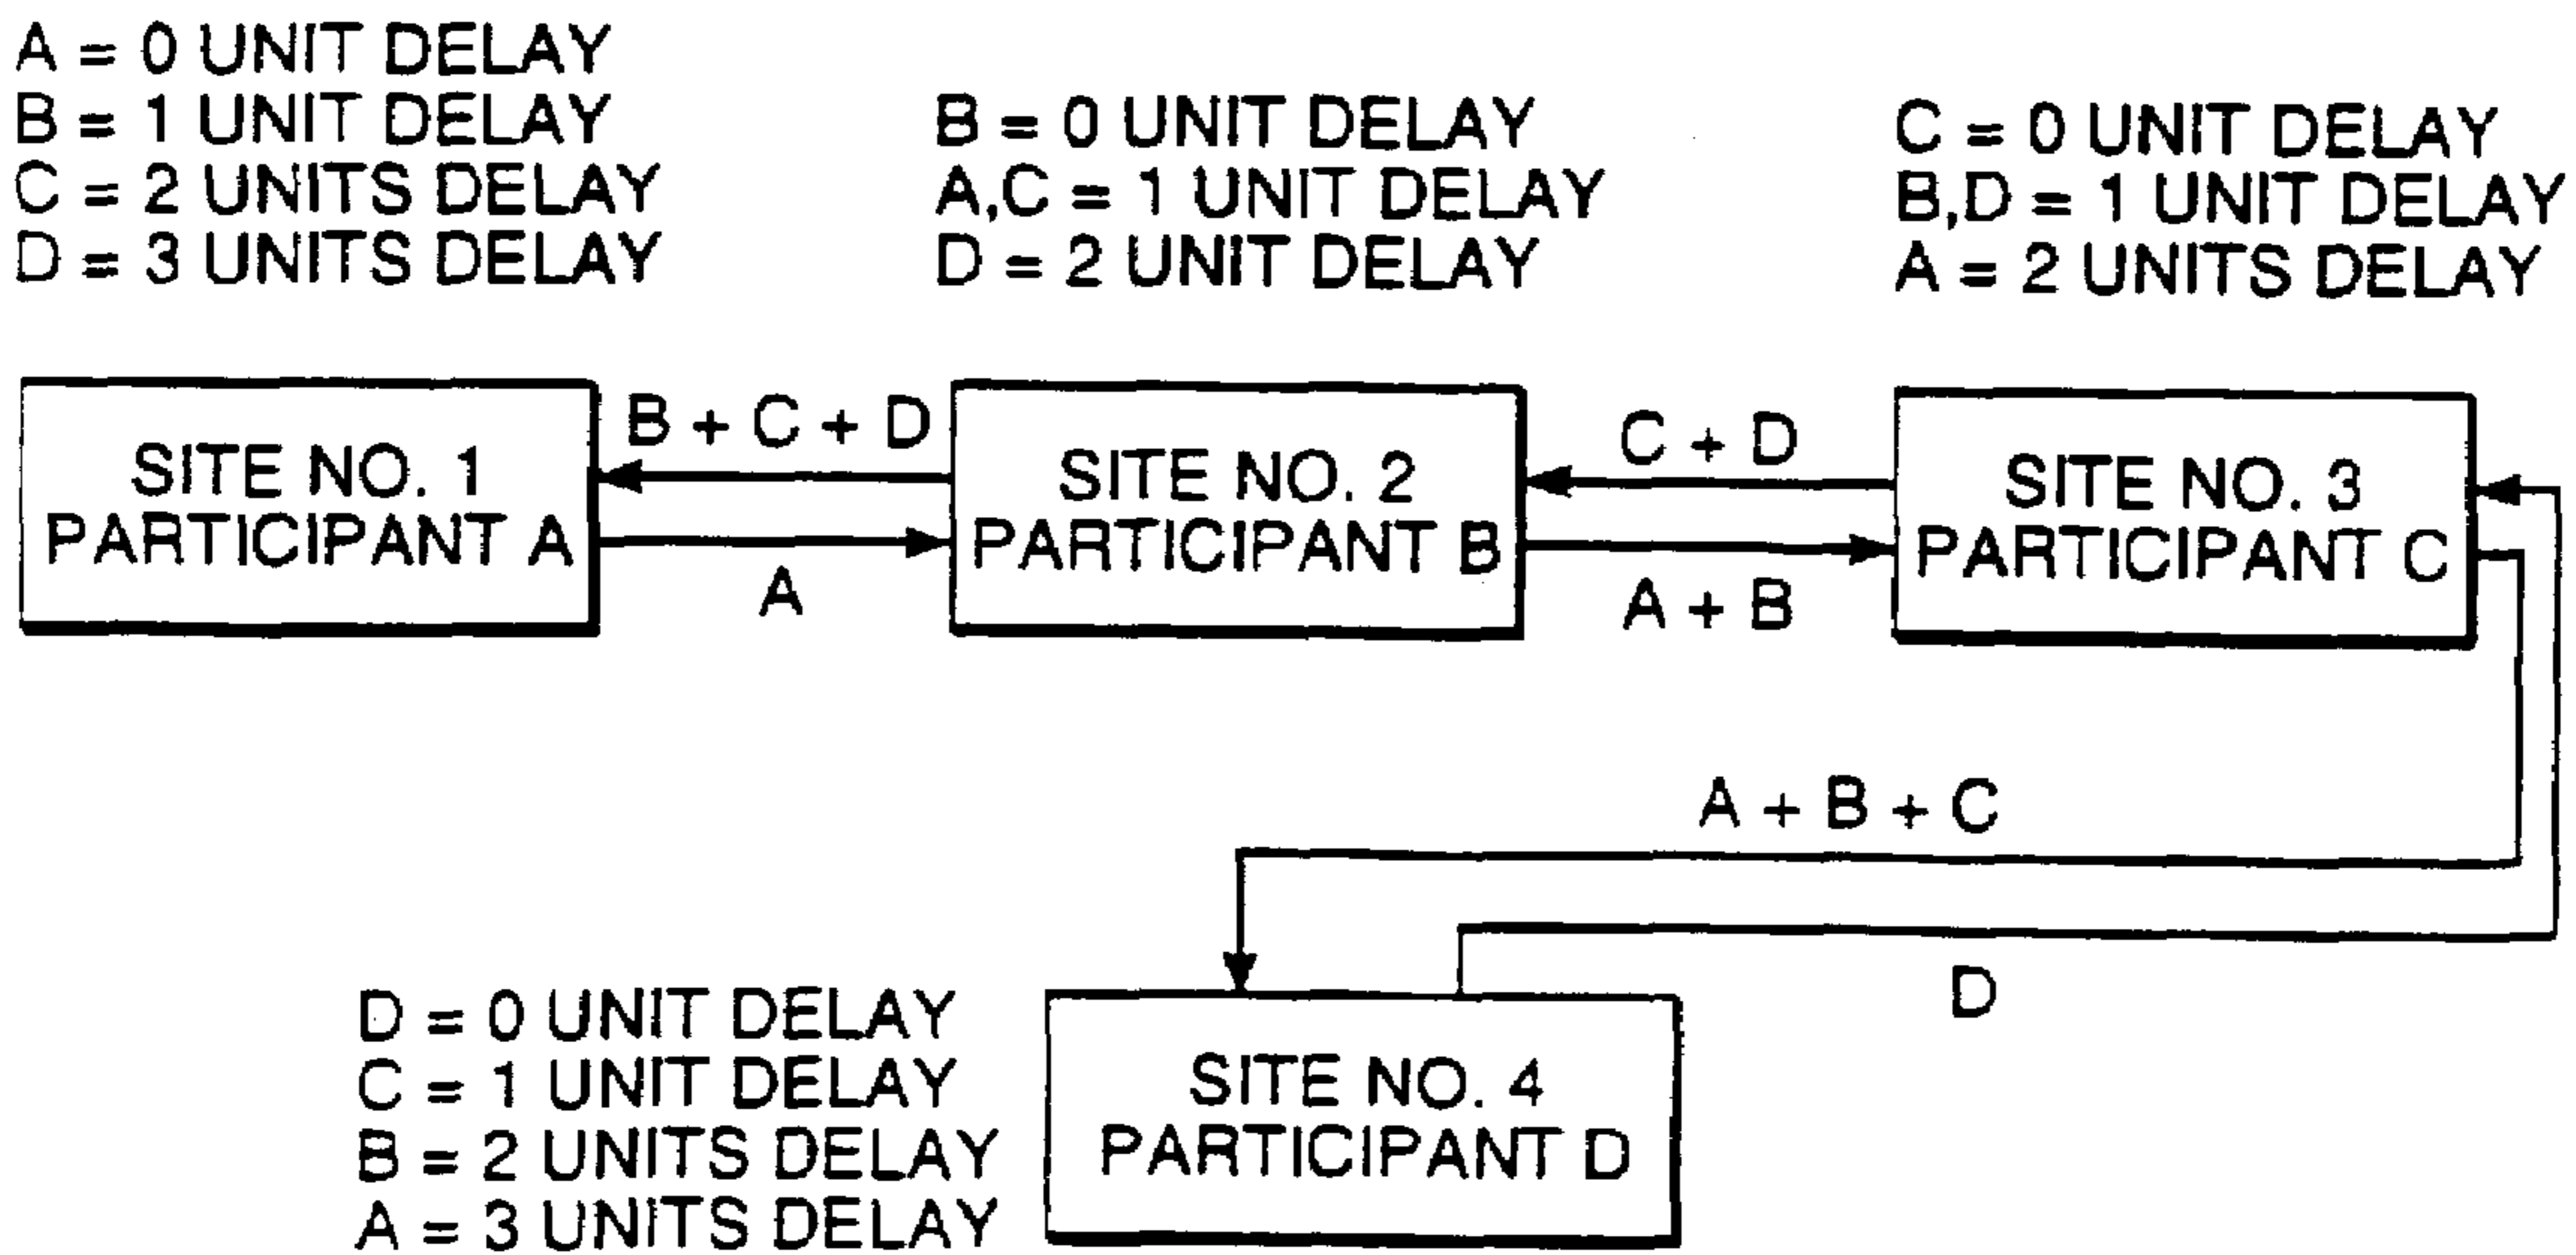 A = 0 UNIT DELAY
B = 1 UNIT DELAY
C = 2 UNITS DELAY
D = 3 UNITS DELAY
B = 0 UNIT DELAY
A,C = 1 UNIT DELAY
D = 2 UNIT DELAY
C = 0 UNIT DELAY
B,D = 1 UNIT DELAY
A = 2 UNITS DELAY
SITE NO. 1
PARTICIPANT A
B + C + D
A
SITE NO. 2
PARTICIPANT B
C + D
A + B
SITE NO. 3
PARTICIPANT C
A + B + C
D
D = 0 UNIT DELAY
C = 1 UNIT DELAY
B = 2 UNITS DELAY
A = 3 UNITS DELAY
SITE NO. 4
PARTICIPANT D